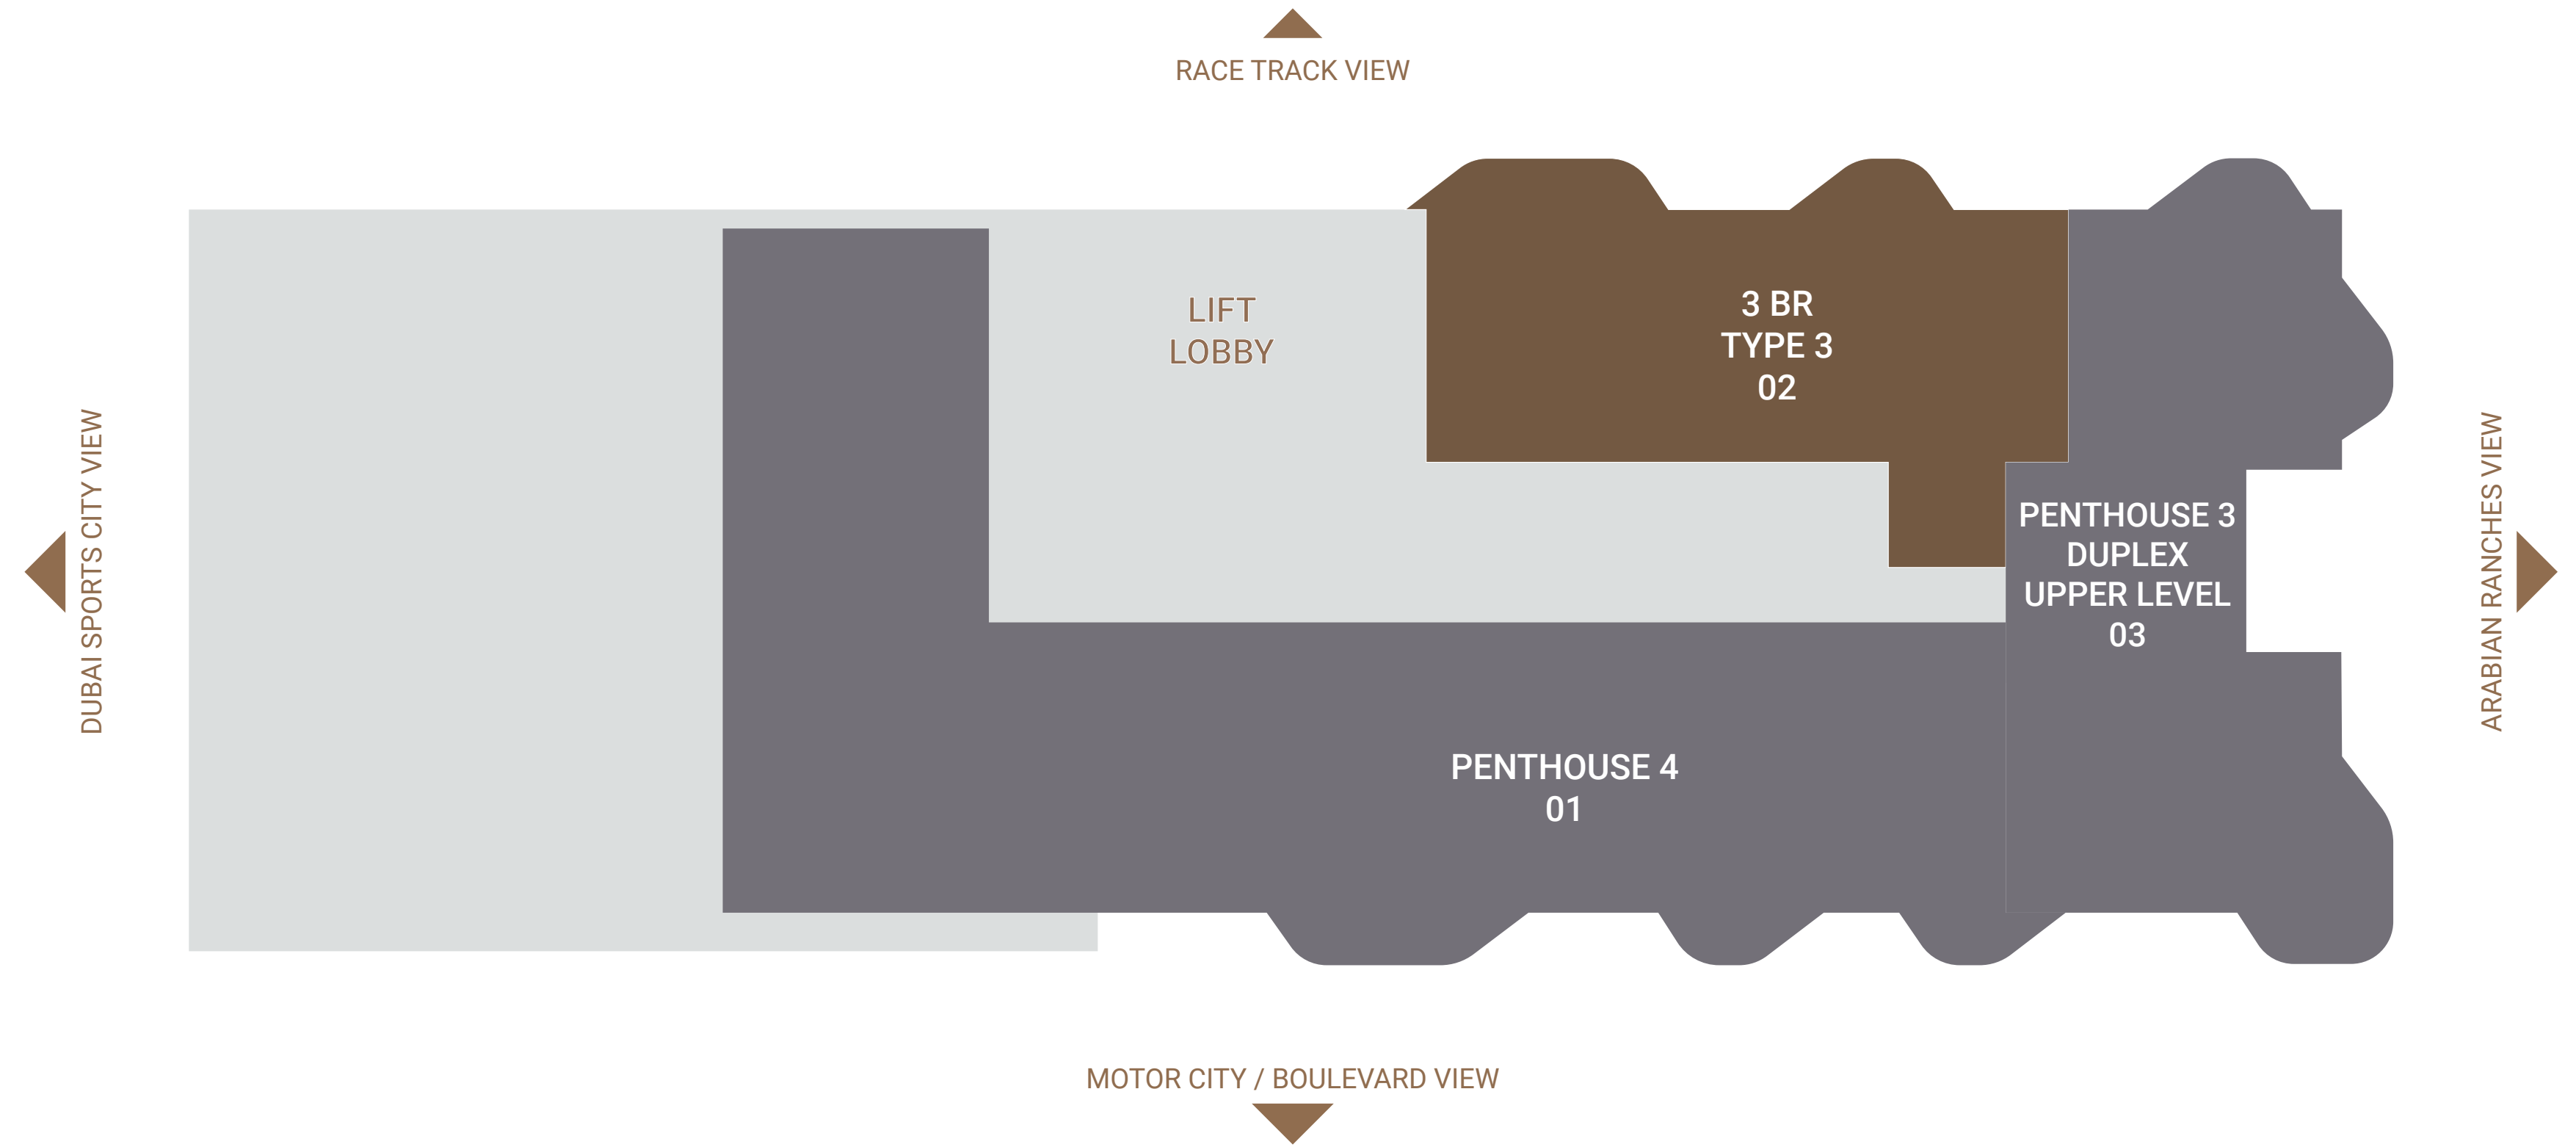 RACE TRACK VIEW
LIFT
LOBBY
3 BR
TYPE 3
02
DUBAI SPORTS CITY VIEW
PENTHOUSE 3
DUPLEX
UPPER LEVEL
03
ARABIAN RANCHES VIEW
PENTHOUSE 4
01
MOTOR CITY / BOULEVARD VIEW